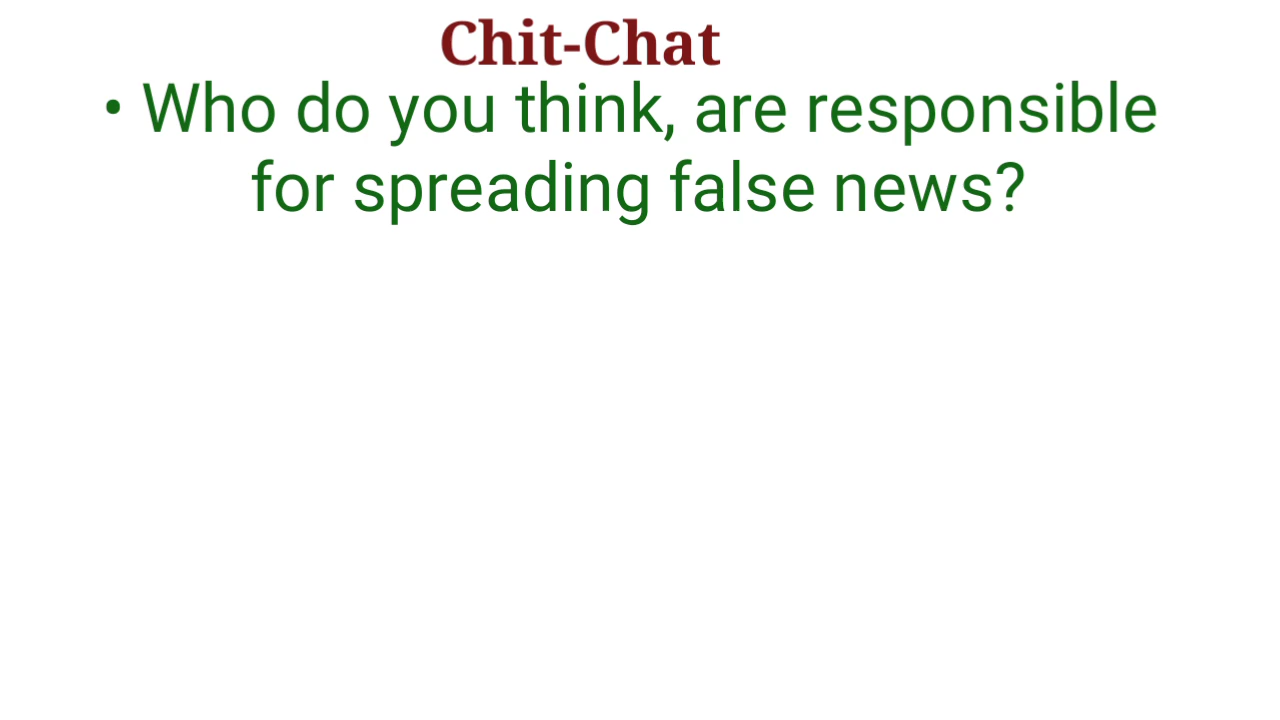 Chit-Chat
• Who do you think, are responsible
for spreading false news?